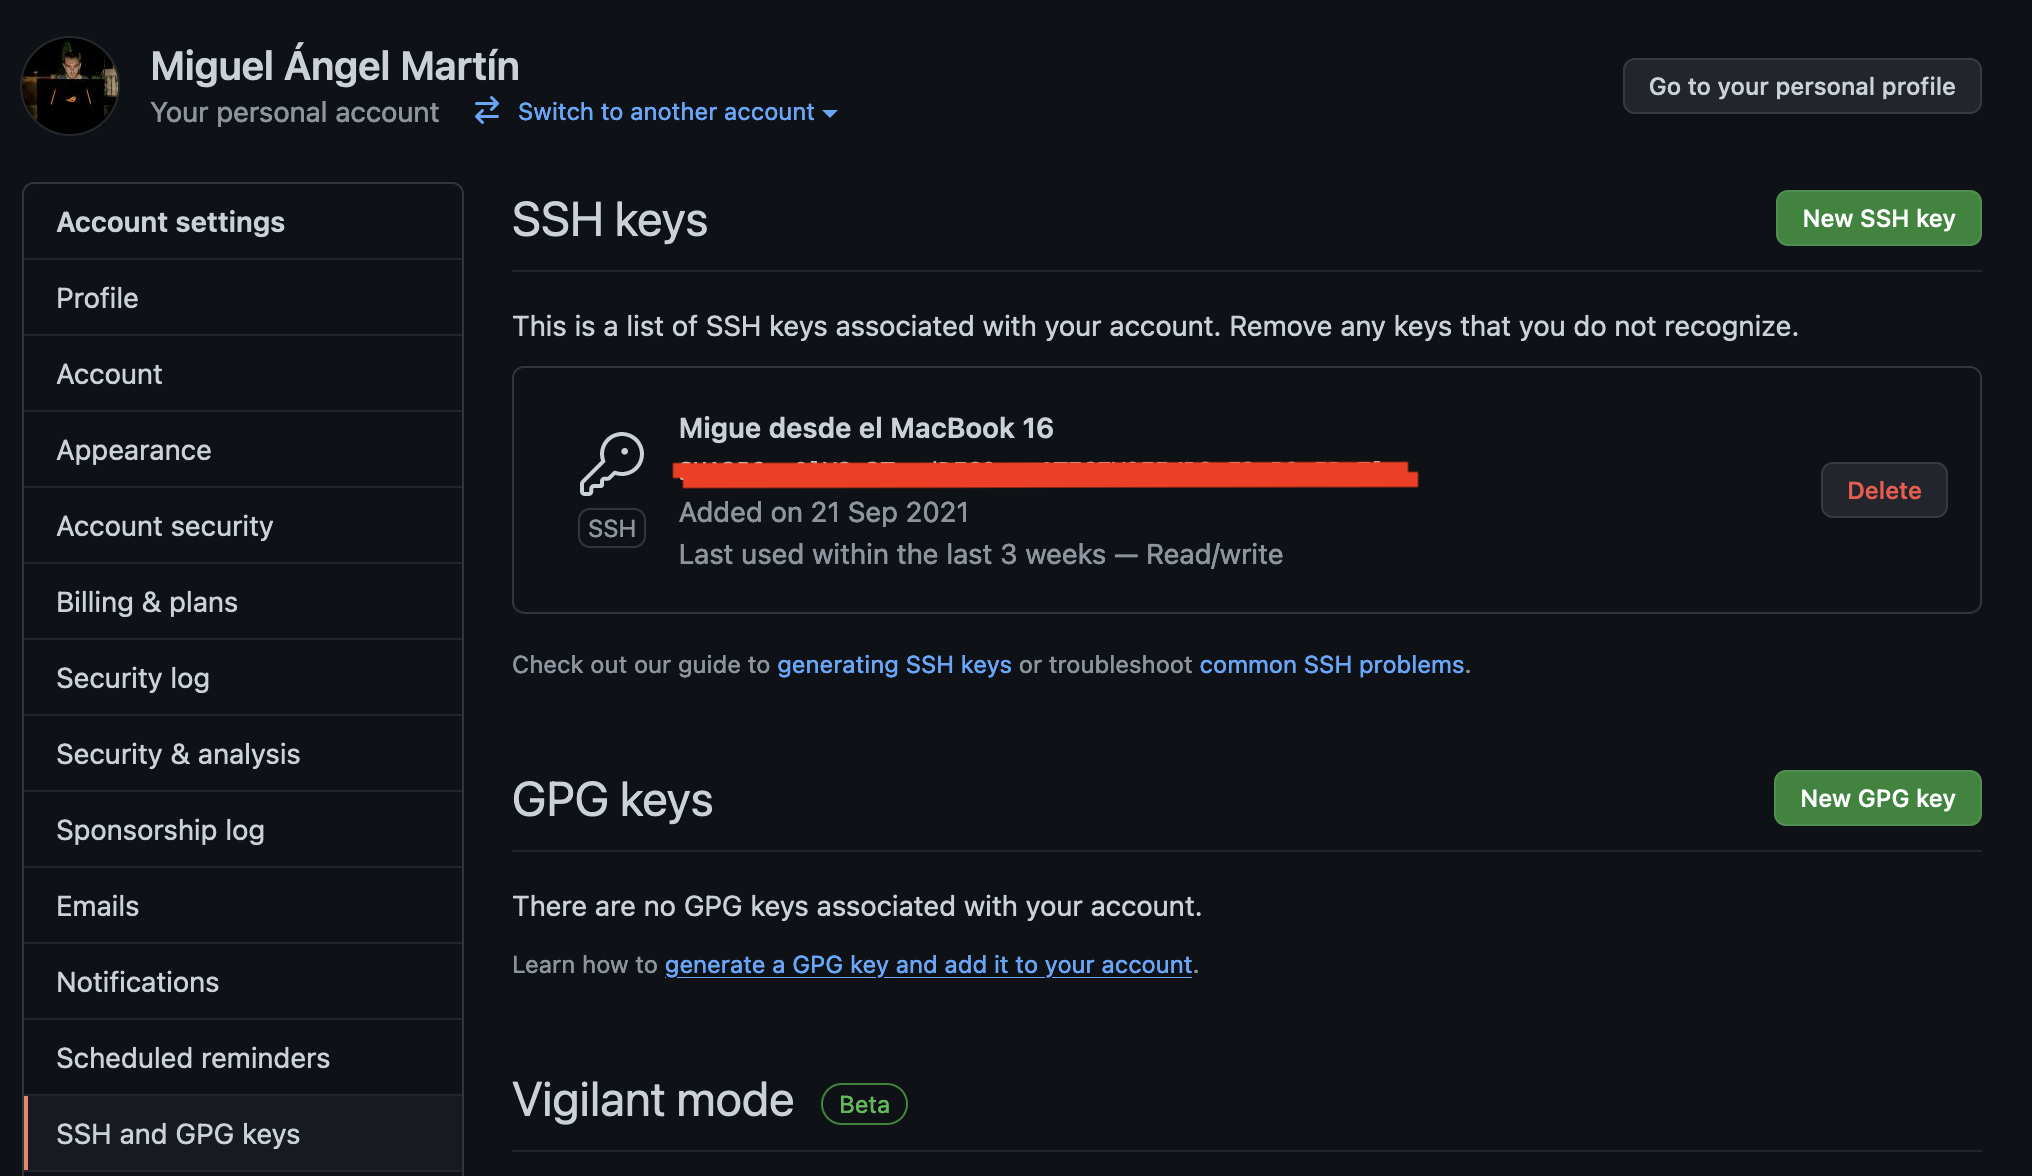 Miguel Ángel Martín
Your personal account
Switch to another account
Go to your personal profile
Account settings
Profile
Account
Appearance
Account security
Billing & plans
Security log
Security & analysis
Sponsorship log
Emails
Notifications
Scheduled reminders
SSH and GPG keys
SSH keys
New SSH key
This is a list of SSH keys associated with your account. Remove any keys that you do not recognize.
Migue desde el MacBook 16
SSH
Added on 21 Sep 2021
Last used within the last 3 weeks — Read/write
Delete
Check out our guide to generating SSH keys or troubleshoot common SSH problems.
GPG keys
New GPG key
There are no GPG keys associated with your account.
Learn how to generate a GPG key and add it to your account.
Vigilant mode
Beta